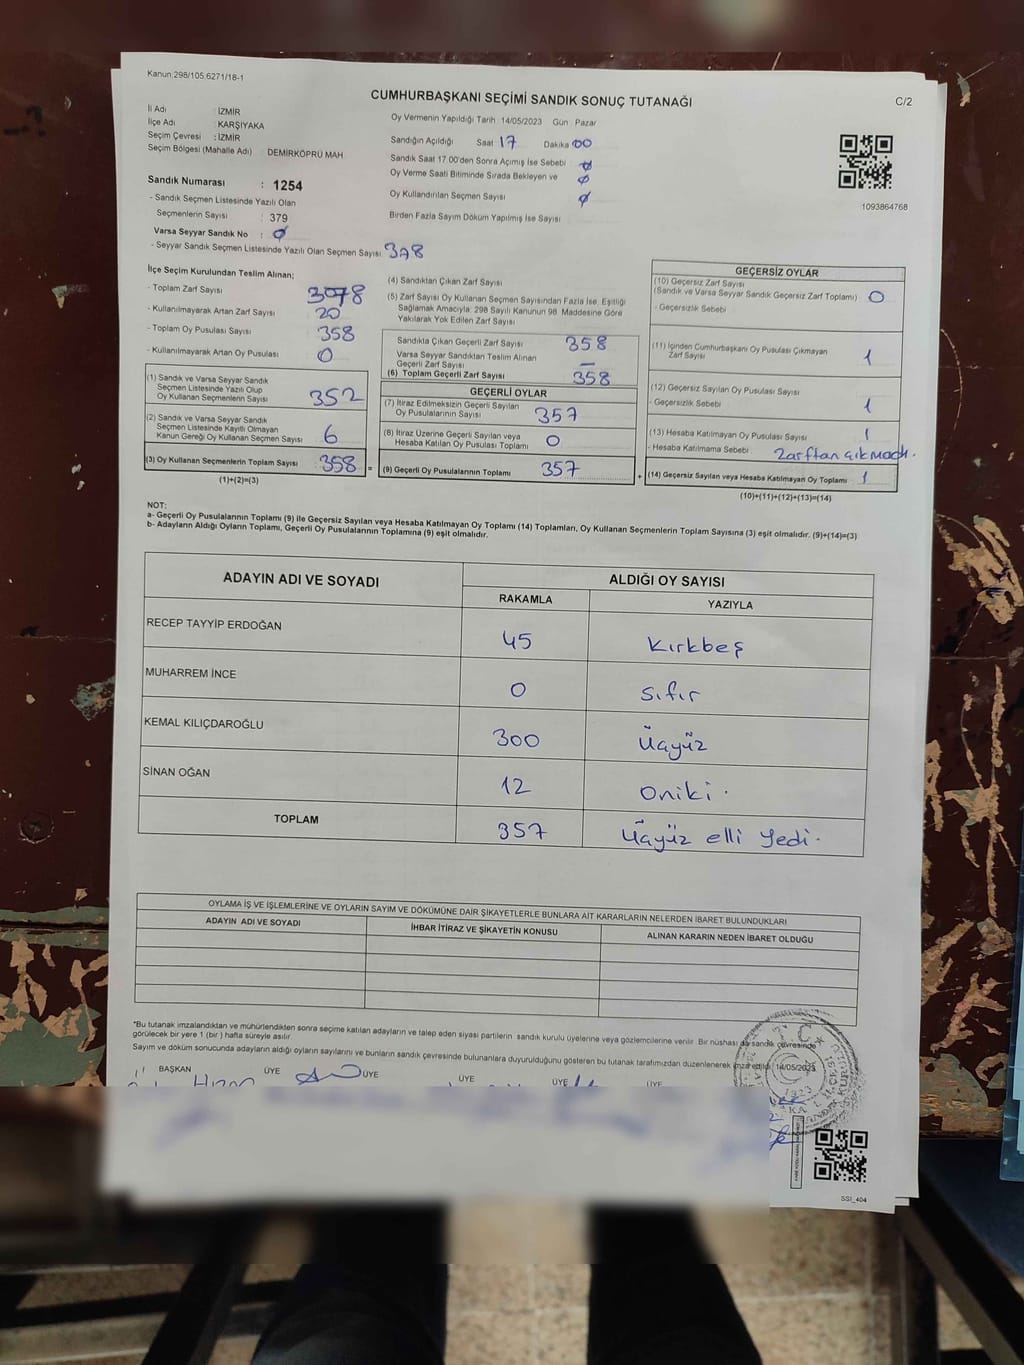 Kanun:298/105.6271/18-1
CUMHURBAŞKANI SEÇİMİ SANDIK SONUÇ TUTANAĞI
C/2
İl Adı : İZMİR
İlçe Adı : KARŞIYAKA
Seçim Çevresi : İZMİR
Seçim Bölgesi (Mahalle Adı) DEMİRKÖPRÜ MAH.
Sandık Numarası : 1254
- Sandık Seçmen Listesinde Yazılı Olan
Seçmenlerin Sayısı : 379
Varsa Seyyar Sandık No : Ø
- Seyyar Sandık Seçmen Listesinde Yazılı Olan Seçmen Sayısı 378
Oy Vermenin Yapıldığı Tarih 14/05/2023 Gün Pazar
Sandığın Açıldığı Saat 17 Dakika 00
Sandık Saat 17.00'den Sonra Açımış İse Sebebi Ø
Oy Verme Saati Bitiminde Sırada Bekleyen ve Ø
Oy Kullandırılan Seçmen Sayısı Ø
Birden Fazla Sayım Döküm Yapılmış İse Sayısı
1093864768
İlçe Seçim Kurulundan Teslim Alınan;
- Toplam Zarf Sayısı
- Kullanılmayarak Artan Zarf Sayısı 20
- Toplam Oy Pusulası Sayısı 358
- Kullanılmayarak Artan Oy Pusulası 0
(1) Sandık ve Varsa Seyyar Sandık
Seçmen Listesinde Yazılı Olup
Oy Kullanan Seçmenlerin Sayısı 352
(2) Sandık ve Varsa Seyyar Sandık
Seçmen Listesinde Kayıtlı Olmayan
Kanun Gereği Oy Kullanan Seçmen Sayısı 6
(3) Oy Kullanan Seçmenlerin Toplam Sayısı 358 =
(1)+(2)=(3)
(4) Sandıktan Çıkan Zarf Sayısı
(5) Zarf Sayısı Oy Kullanan Seçmen Sayısından Fazla İse, Eşitliği
Sağlamak Amacıyla; 298 Sayılı Kanunun 98. Maddesine Göre
Yakılarak Yok Edilen Zarf Sayısı
Sandıkla Çıkan Geçerli Zarf Sayısı 358
Varsa Seyyar Sandıktan Teslim Alınan
Geçerli Zarf Sayısı —
(6) Toplam Geçerli Zarf Sayısı 358
GEÇERLİ OYLAR
(7) İtiraz Edilmeksizin Geçerli Sayılan
Oy Pusulalarının Sayısı 357
(8) İtiraz Üzerine Geçerli Sayılan veya
Hesaba Katılan Oy Pusulası Toplamı 0
(9) Geçerli Oy Pusulalarının Toplamı 357 +
GEÇERSİZ OYLAR
(10) Geçersiz Zarf Sayısı
(Sandık ve Varsa Seyyar Sandık Geçersiz Zarf Toplamı) 0
- Geçersizlik Sebebi
(11) İçinden Cumhurbaşkanı Oy Pusulası Çıkmayan
Zarf Sayısı 1
(12) Geçersiz Sayılan Oy Pusulası Sayısı
- Geçersizlik Sebebi 1
(13) Hesaba Katılmayan Oy Pusulası Sayısı 1
- Hesaba Katılmama Sebebi Zarftan çıkmadı.
(14) Geçersiz Sayılan veya Hesaba Katılmayan Oy Toplamı 1
(10)+(11)+(12)+(13)=(14)
NOT:
a- Geçerli Oy Pusulalarının Toplamı (9) ile Geçersiz Sayılan veya Hesaba Katılmayan Oy Toplamı (14) Toplamları, Oy Kullanan Seçmenlerin Toplam Sayısına (3) eşit olmalıdır. (9)+(14)=(3)
b- Adayların Aldığı Oyların Toplamı, Geçerli Oy Pusulalarının Toplamına (9) eşit olmalıdır.
ADAYIN ADI VE SOYADI ALDIĞI OY SAYISI
RAKAMLA YAZIYLA
RECEP TAYYİP ERDOĞAN 45 Kırkbeş
MUHARREM İNCE 0 Sıfır
KEMAL KILIÇDAROĞLU 300 Üçyüz
SİNAN OĞAN 12 Oniki.
TOPLAM 357 Üçyüz elli yedi.
OYLAMA İŞ VE İŞLEMLERİNE VE OYLARIN SAYIM VE DÖKÜMÜNE DAİR ŞİKAYETLERLE BUNLARA AİT KARARLARIN NELERDEN İBARET BULUNDUKLARI
ADAYIN ADI VE SOYADI İHBAR İTİRAZ VE ŞİKAYETİN KONUSU ALINAN KARARIN NEDEN İBARET OLDUĞU
*Bu tutanak imzalandıktan ve mühürlendikten sonra seçime katılan adayların ve talep eden siyasi partilerin sandık kurulu üyelerine veya gözlemcilerine verilir. Bir nüshası da sandık çevresinde
görülecek bir yere 1 (bir) hafta süreyle asılır.
Sayım ve döküm sonucunda adayların aldığı oyların sayılarını ve bunların sandık çevresinde bulunanlara duyurulduğunu gösteren bu tutanak tarafımızdan düzenlenerek imza edildi. 14/05/2023
BAŞKAN ÜYE ÜYE ÜYE ÜYE ÜYE
T.C.
1923
SSI_404